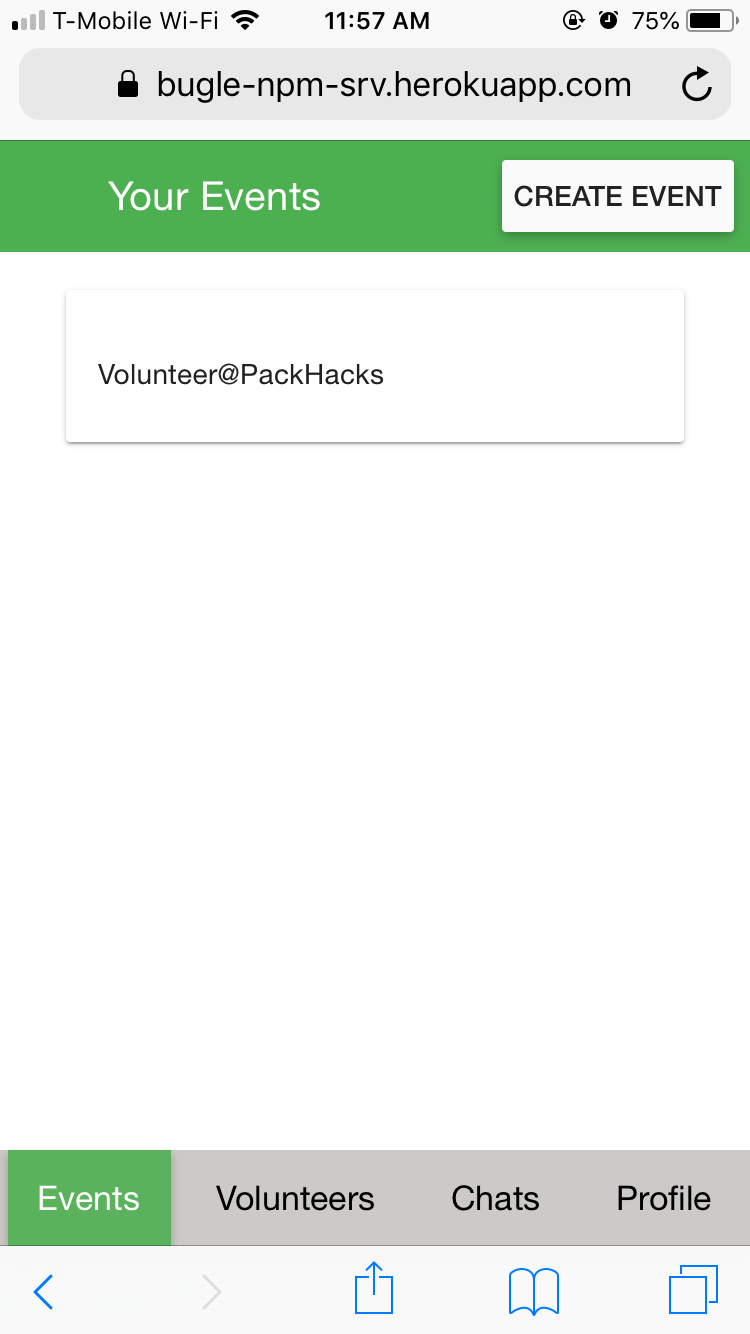 T-Mobile Wi-Fi 11:57 AM 75%
bugle-npm-srv.herokuapp.com
Your Events CREATE EVENT
Volunteer@PackHacks
Events Volunteers Chats Profile